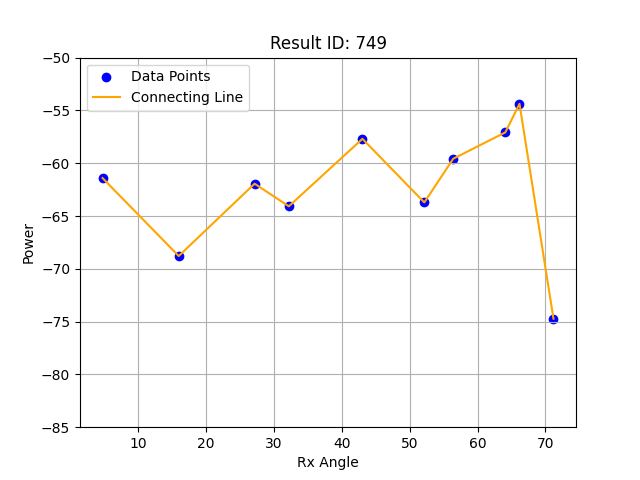 Result ID: 749
Data Points
Connecting Line
−50
−55
−60
−65
−70
−75
−80
−85
Power
10 20 30 40 50 60 70
Rx Angle